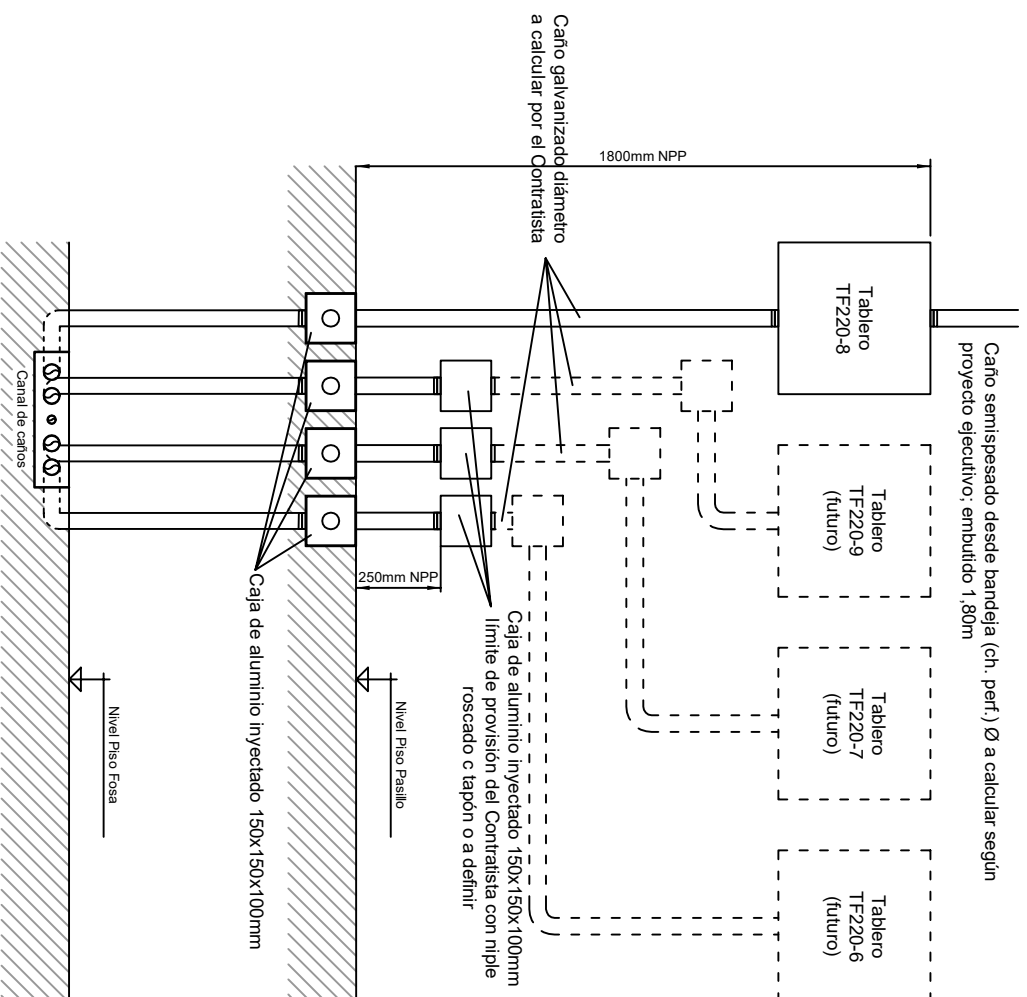 Caño semispesado desde bandeja (ch. perf.) Ø a calcular según
proyecto ejecutivo; embutido 1,80m
Tablero
TF220-8
Tablero
TF220-9
(futuro)
Tablero
TF220-7
(futuro)
Tablero
TF220-6
(futuro)
1800mm NPP
Caño galvanizado diámetro
a calcular por el Contratista
Caja de aluminio inyectado 150x150x100mm
límite de provisión del Contratista con niple
roscado c tapón o a definir
250mm NPP
Nivel Piso Pasillo
Caja de aluminio inyectado 150x150x100mm
Nivel Piso Fosa
Canal de caños